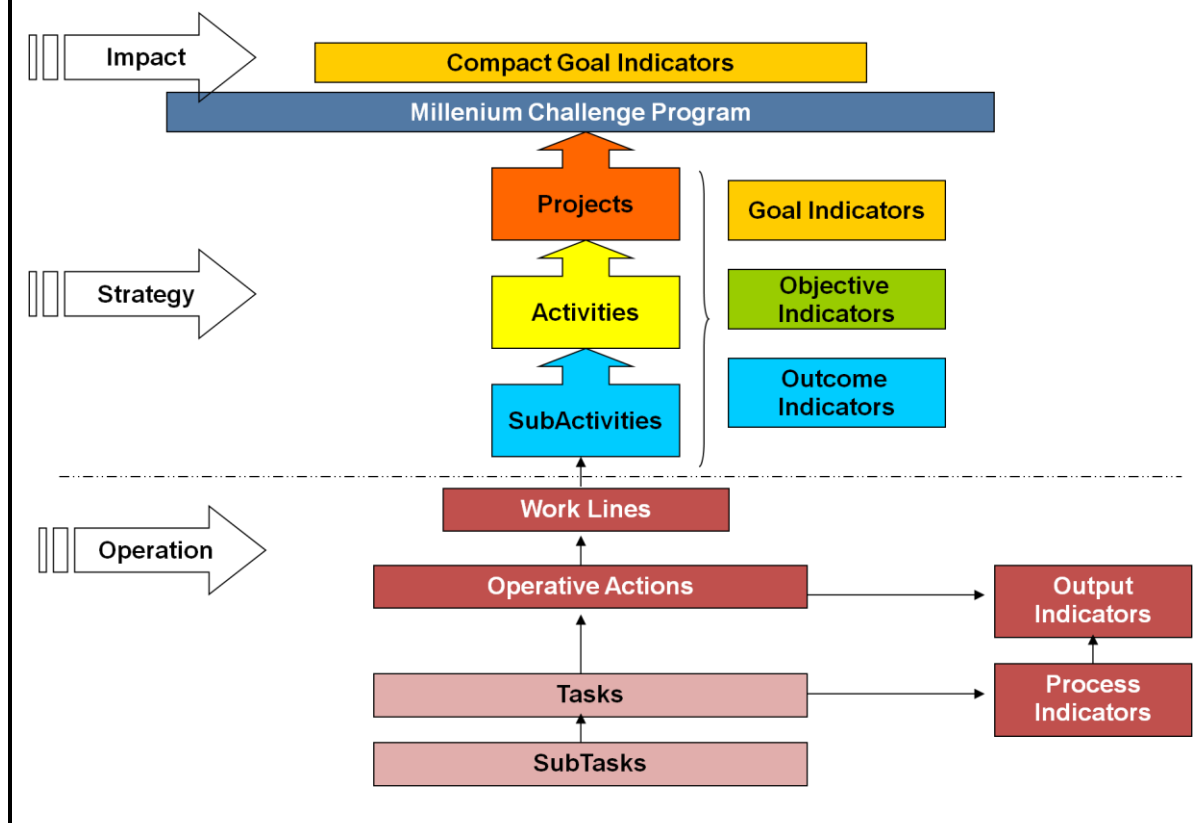 Impact
Compact Goal Indicators
Millenium Challenge Program
Projects
Goal Indicators
Strategy
Activities
Objective
Indicators
SubActivities
Outcome
Indicators
Work Lines
Operation
Operative Actions
Output
Indicators
Tasks
Process
Indicators
SubTasks